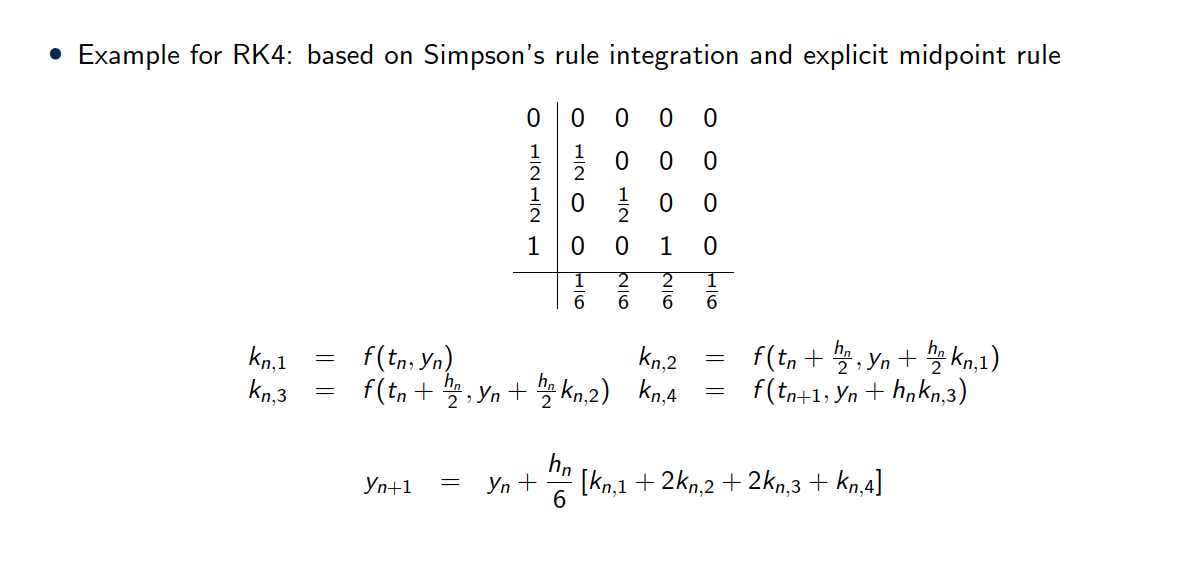 • Example for RK4: based on Simpson's rule integration and explicit midpoint rule
0 | 0 0 0 0
1/2 | 1/2 0 0 0
1/2 | 0 1/2 0 0
1 | 0 0 1 0
| 1/6 2/6 2/6 1/6
k_{n,1} = f(t_n, y_n) k_{n,2} = f(t_n + h_n/2, y_n + h_n/2 k_{n,1})
k_{n,3} = f(t_n + h_n/2, y_n + h_n/2 k_{n,2}) k_{n,4} = f(t_{n+1}, y_n + h_n k_{n,3})
y_{n+1} = y_n + h_n/6 [k_{n,1} + 2k_{n,2} + 2k_{n,3} + k_{n,4}]